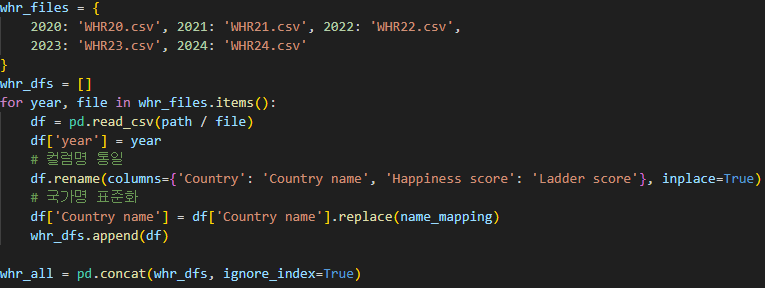 whr_files = {
    2020: 'WHR20.csv', 2021: 'WHR21.csv', 2022: 'WHR22.csv',
    2023: 'WHR23.csv', 2024: 'WHR24.csv'
}
whr_dfs = []
for year, file in whr_files.items():
    df = pd.read_csv(path / file)
    df['year'] = year
    # 컬럼명 통일
    df.rename(columns={'Country': 'Country name', 'Happiness score': 'Ladder score'}, inplace=True)
    # 국가명 표준화
    df['Country name'] = df['Country name'].replace(name_mapping)
    whr_dfs.append(df)

whr_all = pd.concat(whr_dfs, ignore_index=True)